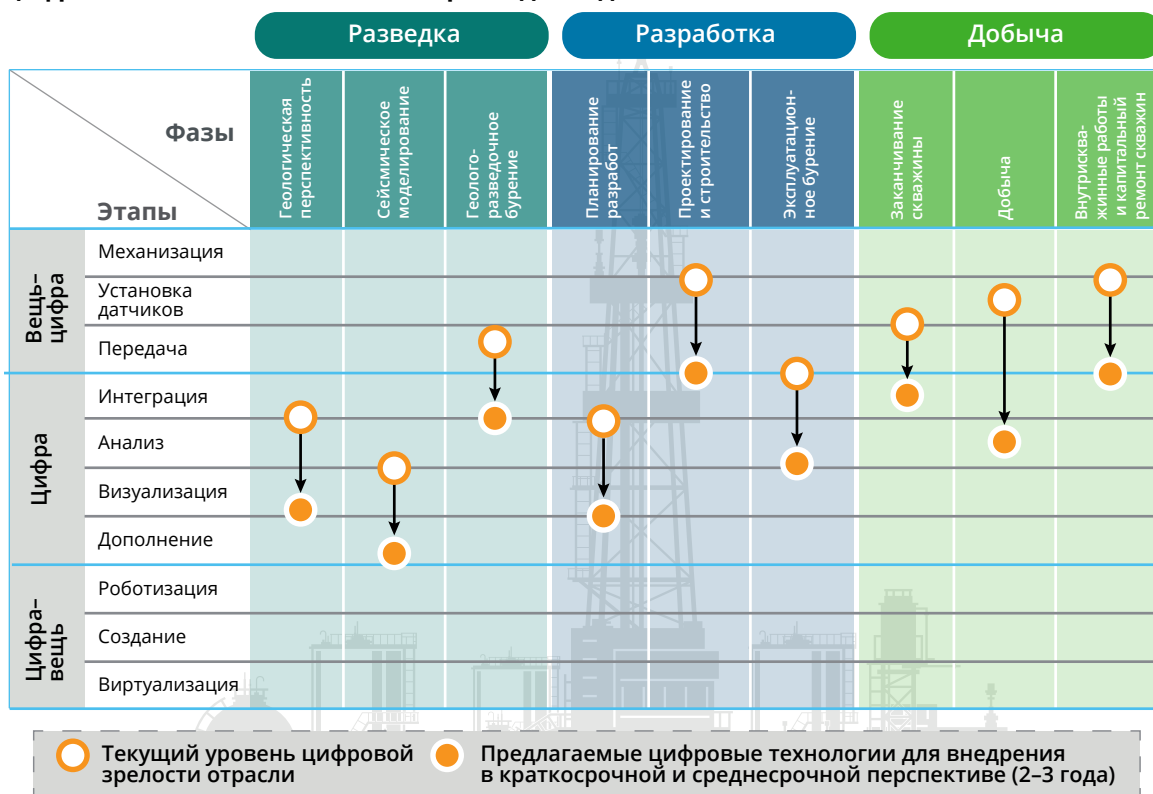 Разведка
Разработка
Добыча
Фазы
Этапы
Геологическая
перспективность
Сейсмическое
моделирование
Геолого-
разведочное
бурение
Планирование
разработ
Проектирование
и строительство
Эксплуатацион-
ное бурение
Заканчивание
скважины
Добыча
Внутрисква-
жинные работы
и капитальный
ремонт скважин
Вещь–
цифра
Механизация
Установка
датчиков
Передача
Цифра
Интеграция
Анализ
Визуализация
Дополнение
Цифра–
вещь
Роботизация
Создание
Виртуализация
Текущий уровень цифровой
зрелости отрасли
Предлагаемые цифровые технологии для внедрения
в краткосрочной и среднесрочной перспективе (2–3 года)